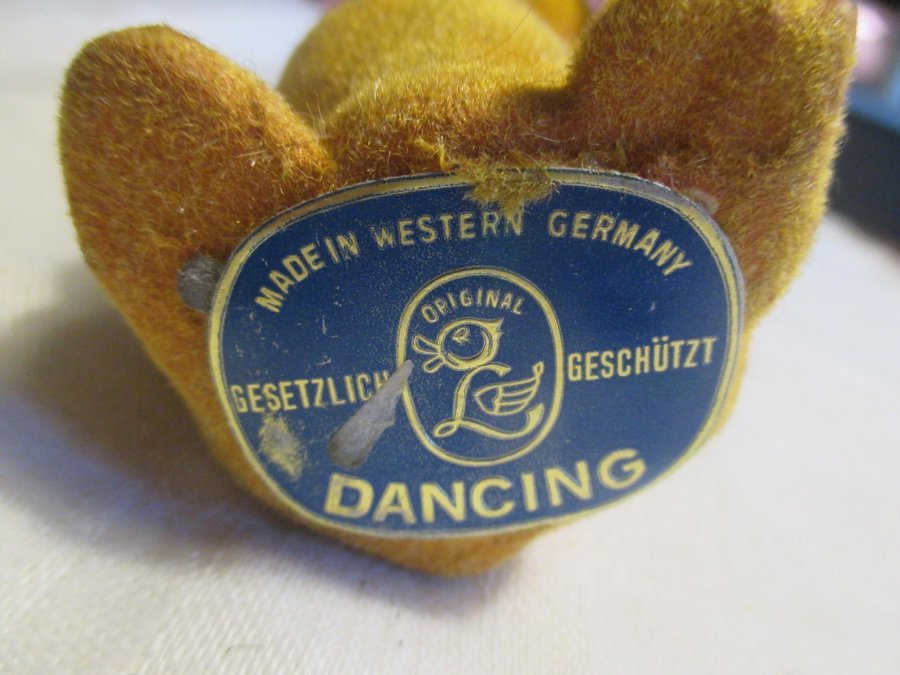 MADE IN WESTERN GERMANY
ORIGINAL
GESETZLICH GESCHÜTZT
DANCING